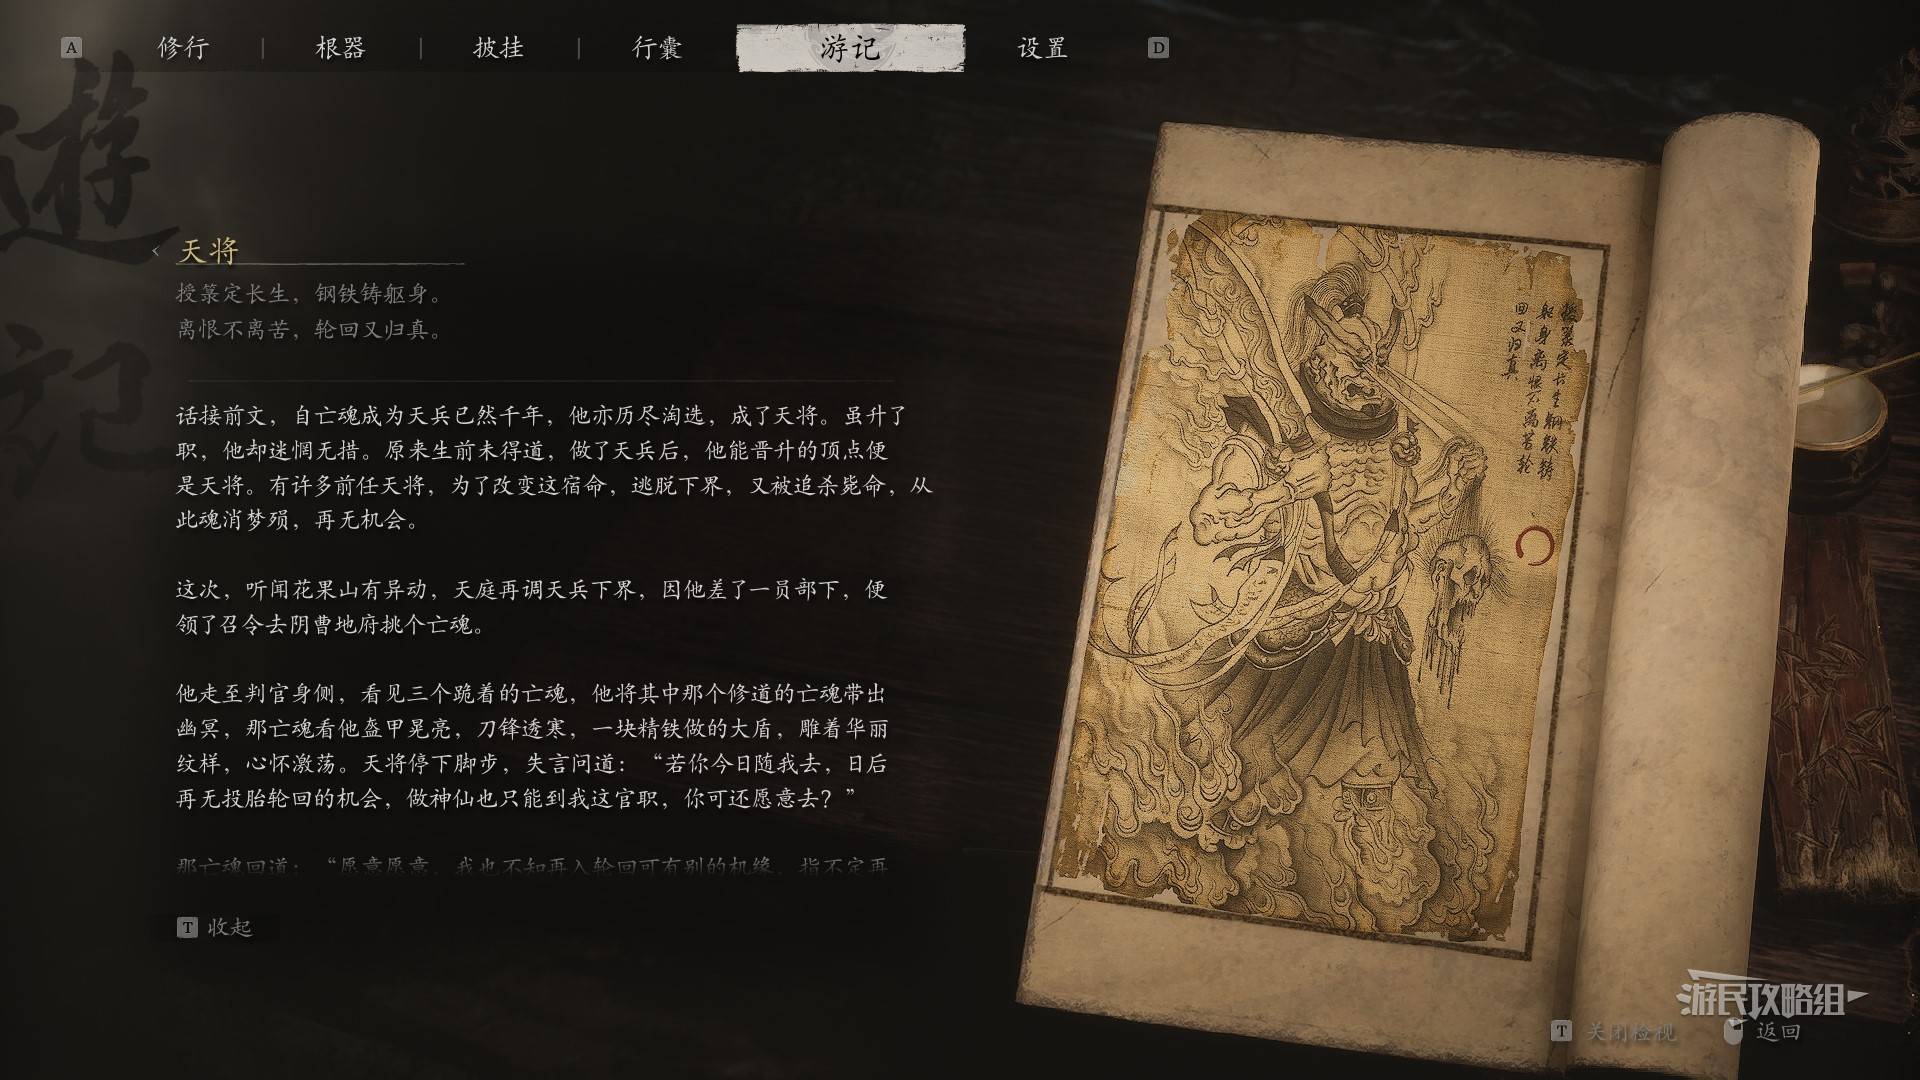 A 修行 | 根器 | 披挂 | 行囊 游记 设置 D
遊记
天将
授箓定长生，钢铁铸躯身。
离恨不离苦，轮回又归真。
话接前文，自亡魂成为天兵已然千年，他亦历尽淘选，成了天将。虽升了
职，他却迷惘无措。原来生前未得道，做了天兵后，他能晋升的顶点便
是天将。有许多前任天将，为了改变这宿命，逃脱下界，又被追杀毙命，从
此魂消梦殒，再无机会。
这次，听闻花果山有异动，天庭再调天兵下界，因他差了一员部下，便
领了召令去阴曹地府挑个亡魂。
他走至判官身侧，看见三个跪着的亡魂，他将其中那个修道的亡魂带出
幽冥，那亡魂看他盔甲晃亮，刀锋透寒，一块精铁做的大盾，雕着华丽
纹样，心怀激荡。天将停下脚步，失言问道：“若你今日随我去，日后
再无投胎轮回的机会，做神仙也只能到我这官职，你可还愿意去？”
那亡魂回道：“愿意愿意，我也不知再入轮回可有别的机缘，指不定再
T 收起
授箓定长生钢铁铸
躯身离恨不离苦轮
回又归真
游民攻略组
T 关闭检视 返回